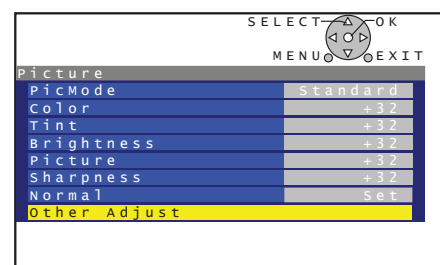 SELECT OK
MENU EXIT
Picture
PicMode Standard
Color +32
Tint +32
Brightness +32
Picture +32
Sharpness +32
Normal Set
Other Adjust